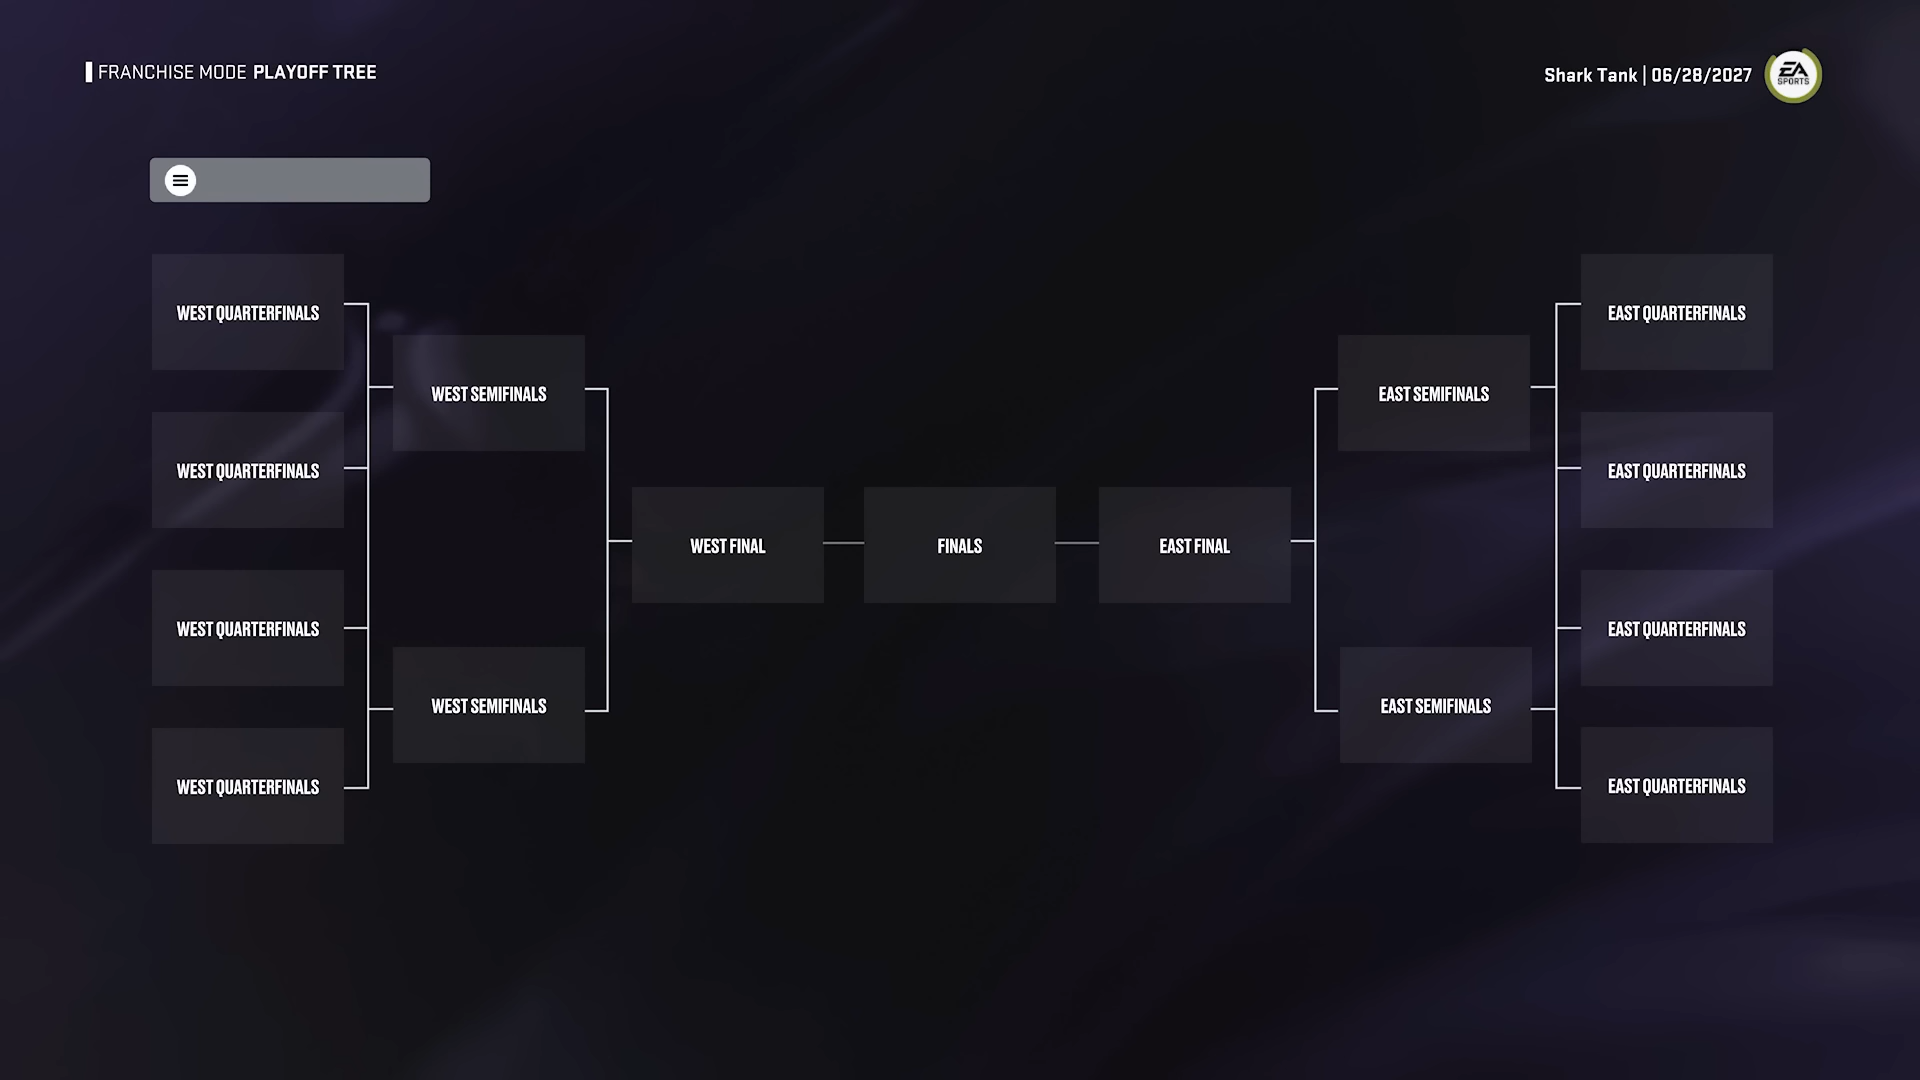 FRANCHISE MODE PLAYOFF TREE
Shark Tank | 06/28/2027
EA
SPORTS
WEST QUARTERFINALS
EAST QUARTERFINALS
WEST SEMIFINALS
EAST SEMIFINALS
WEST QUARTERFINALS
EAST QUARTERFINALS
WEST FINAL
FINALS
EAST FINAL
WEST QUARTERFINALS
EAST QUARTERFINALS
WEST SEMIFINALS
EAST SEMIFINALS
WEST QUARTERFINALS
EAST QUARTERFINALS